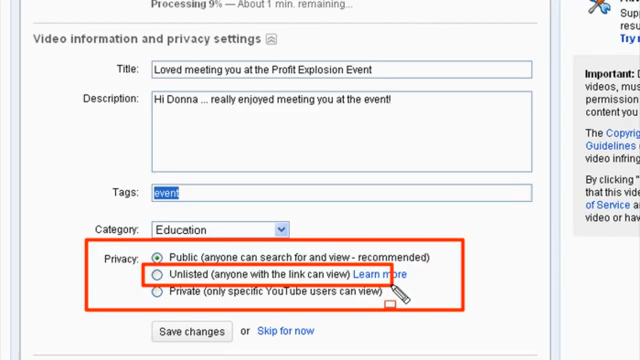 Processing 9% — About 1 min. remaining...
Video information and privacy settings
Title: Loved meeting you at the Profit Explosion Event
Description: Hi Donna ... really enjoyed meeting you at the event!
Tags: event
Category: Education
Privacy: Public (anyone can search for and view - recommended)
Unlisted (anyone with the link can view) Learn more
Private (only specific YouTube users can view)
Save changes or Skip for now
Supp
resu
Try
Important: D
videos, mus
permission
content you
The Copyrig
Guidelines
video infring
By clicking "
that this vid
of Service a
video or hav